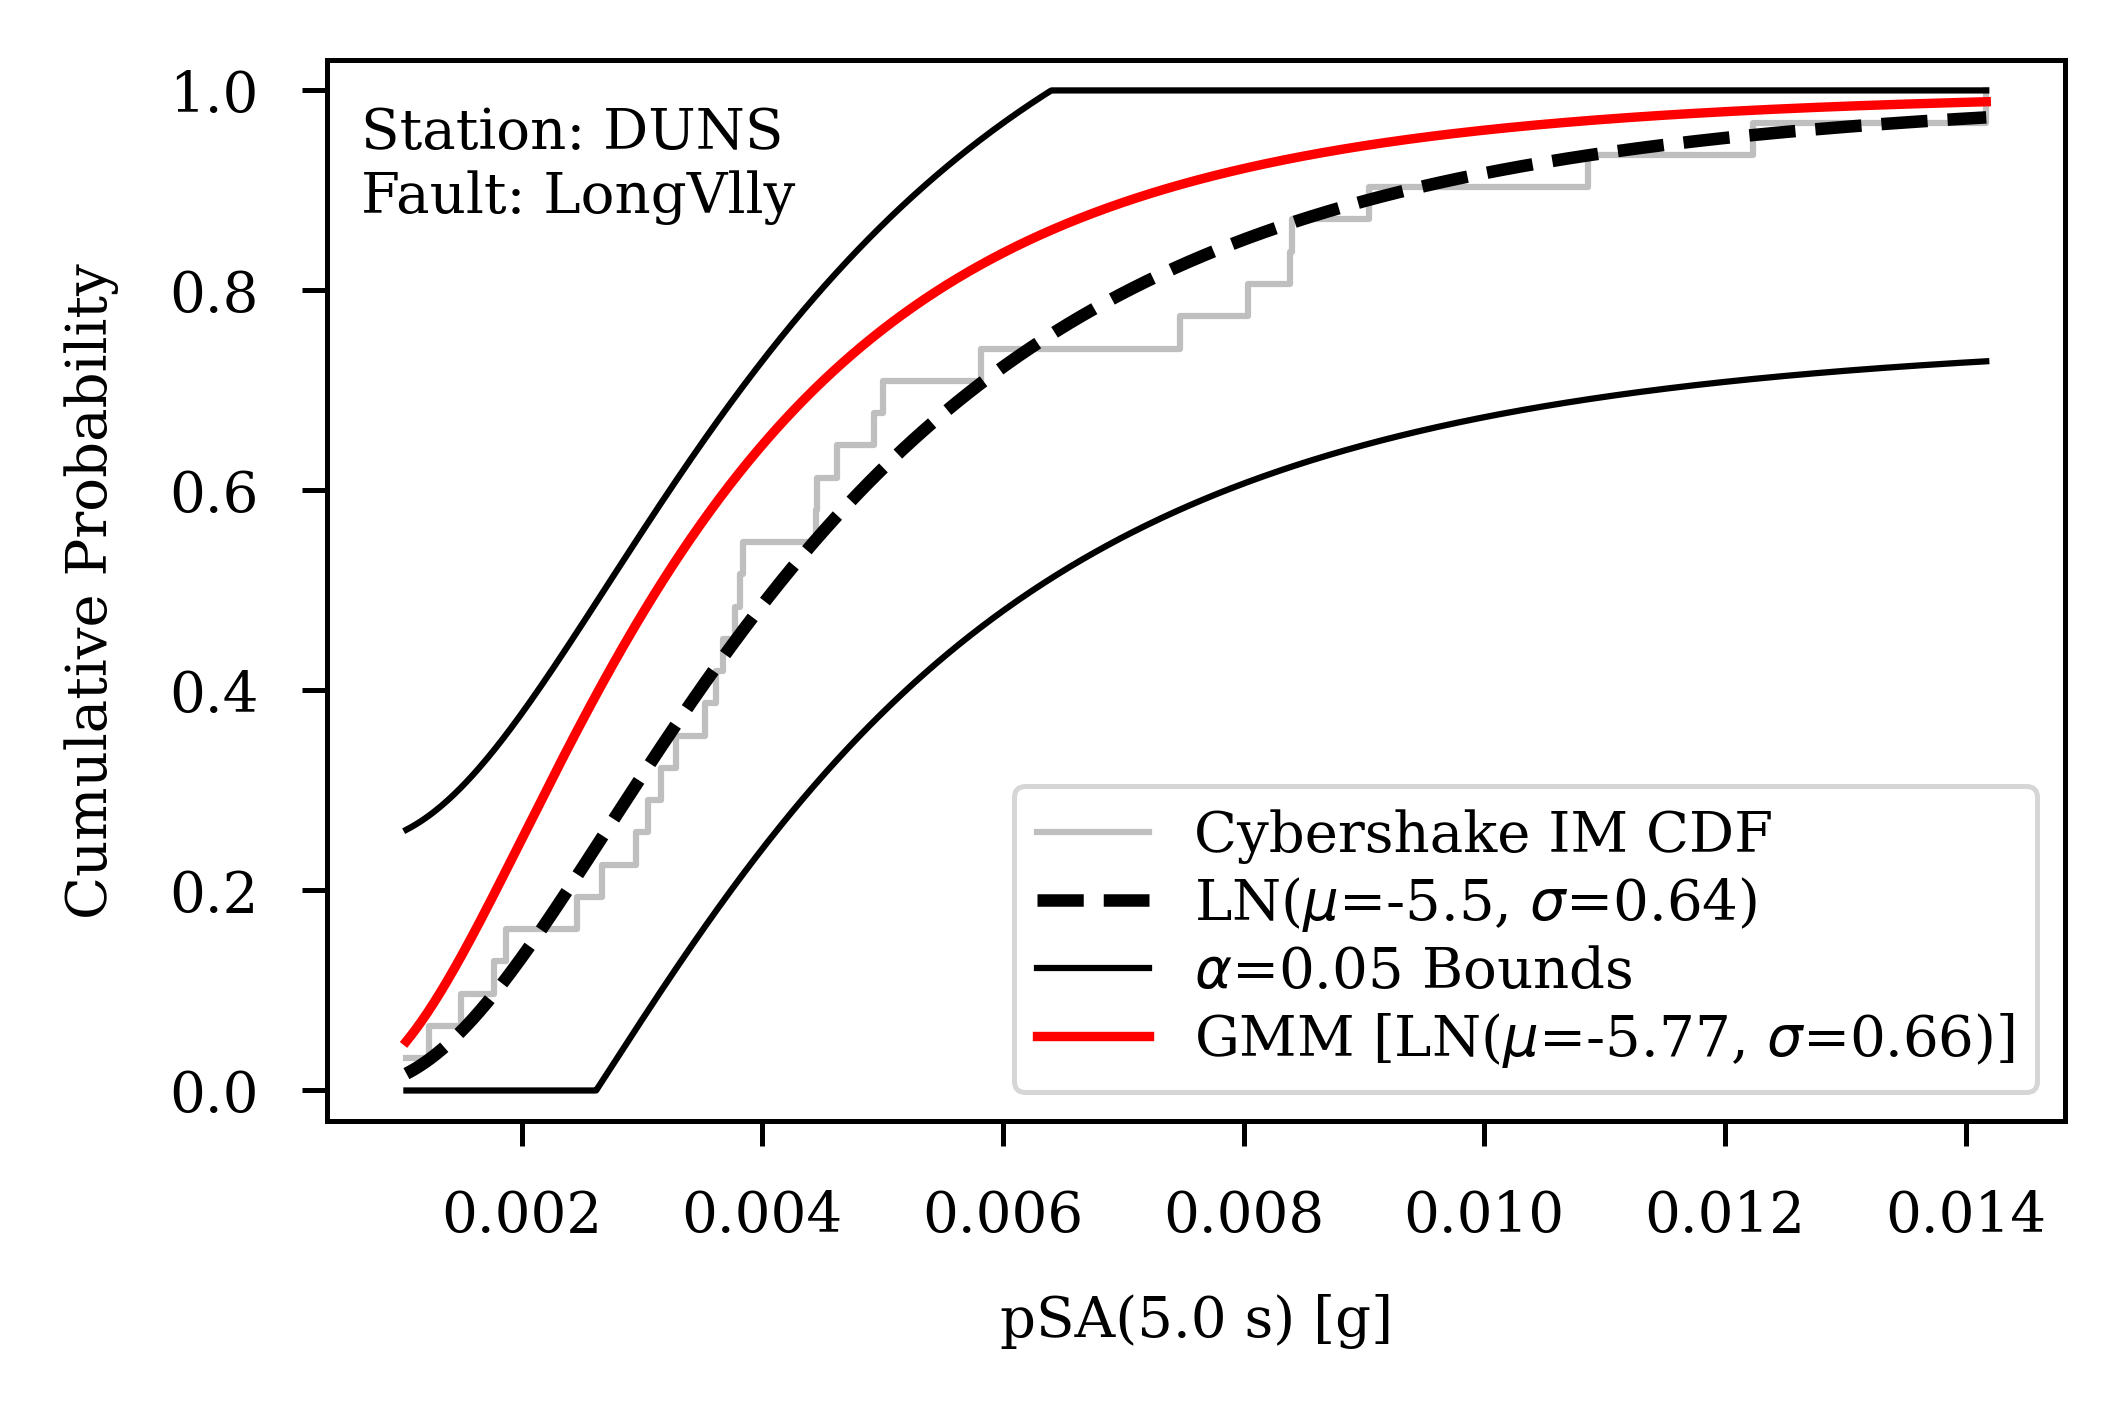 Station: DUNS
Fault: LongVlly
Cumulative Probability
1.0
0.8
0.6
0.4
0.2
0.0
Cybershake IM CDF
LN(μ=-5.5, σ=0.64)
α=0.05 Bounds
GMM [LN(μ=-5.77, σ=0.66)]
0.002 0.004 0.006 0.008 0.010 0.012 0.014
pSA(5.0 s) [g]